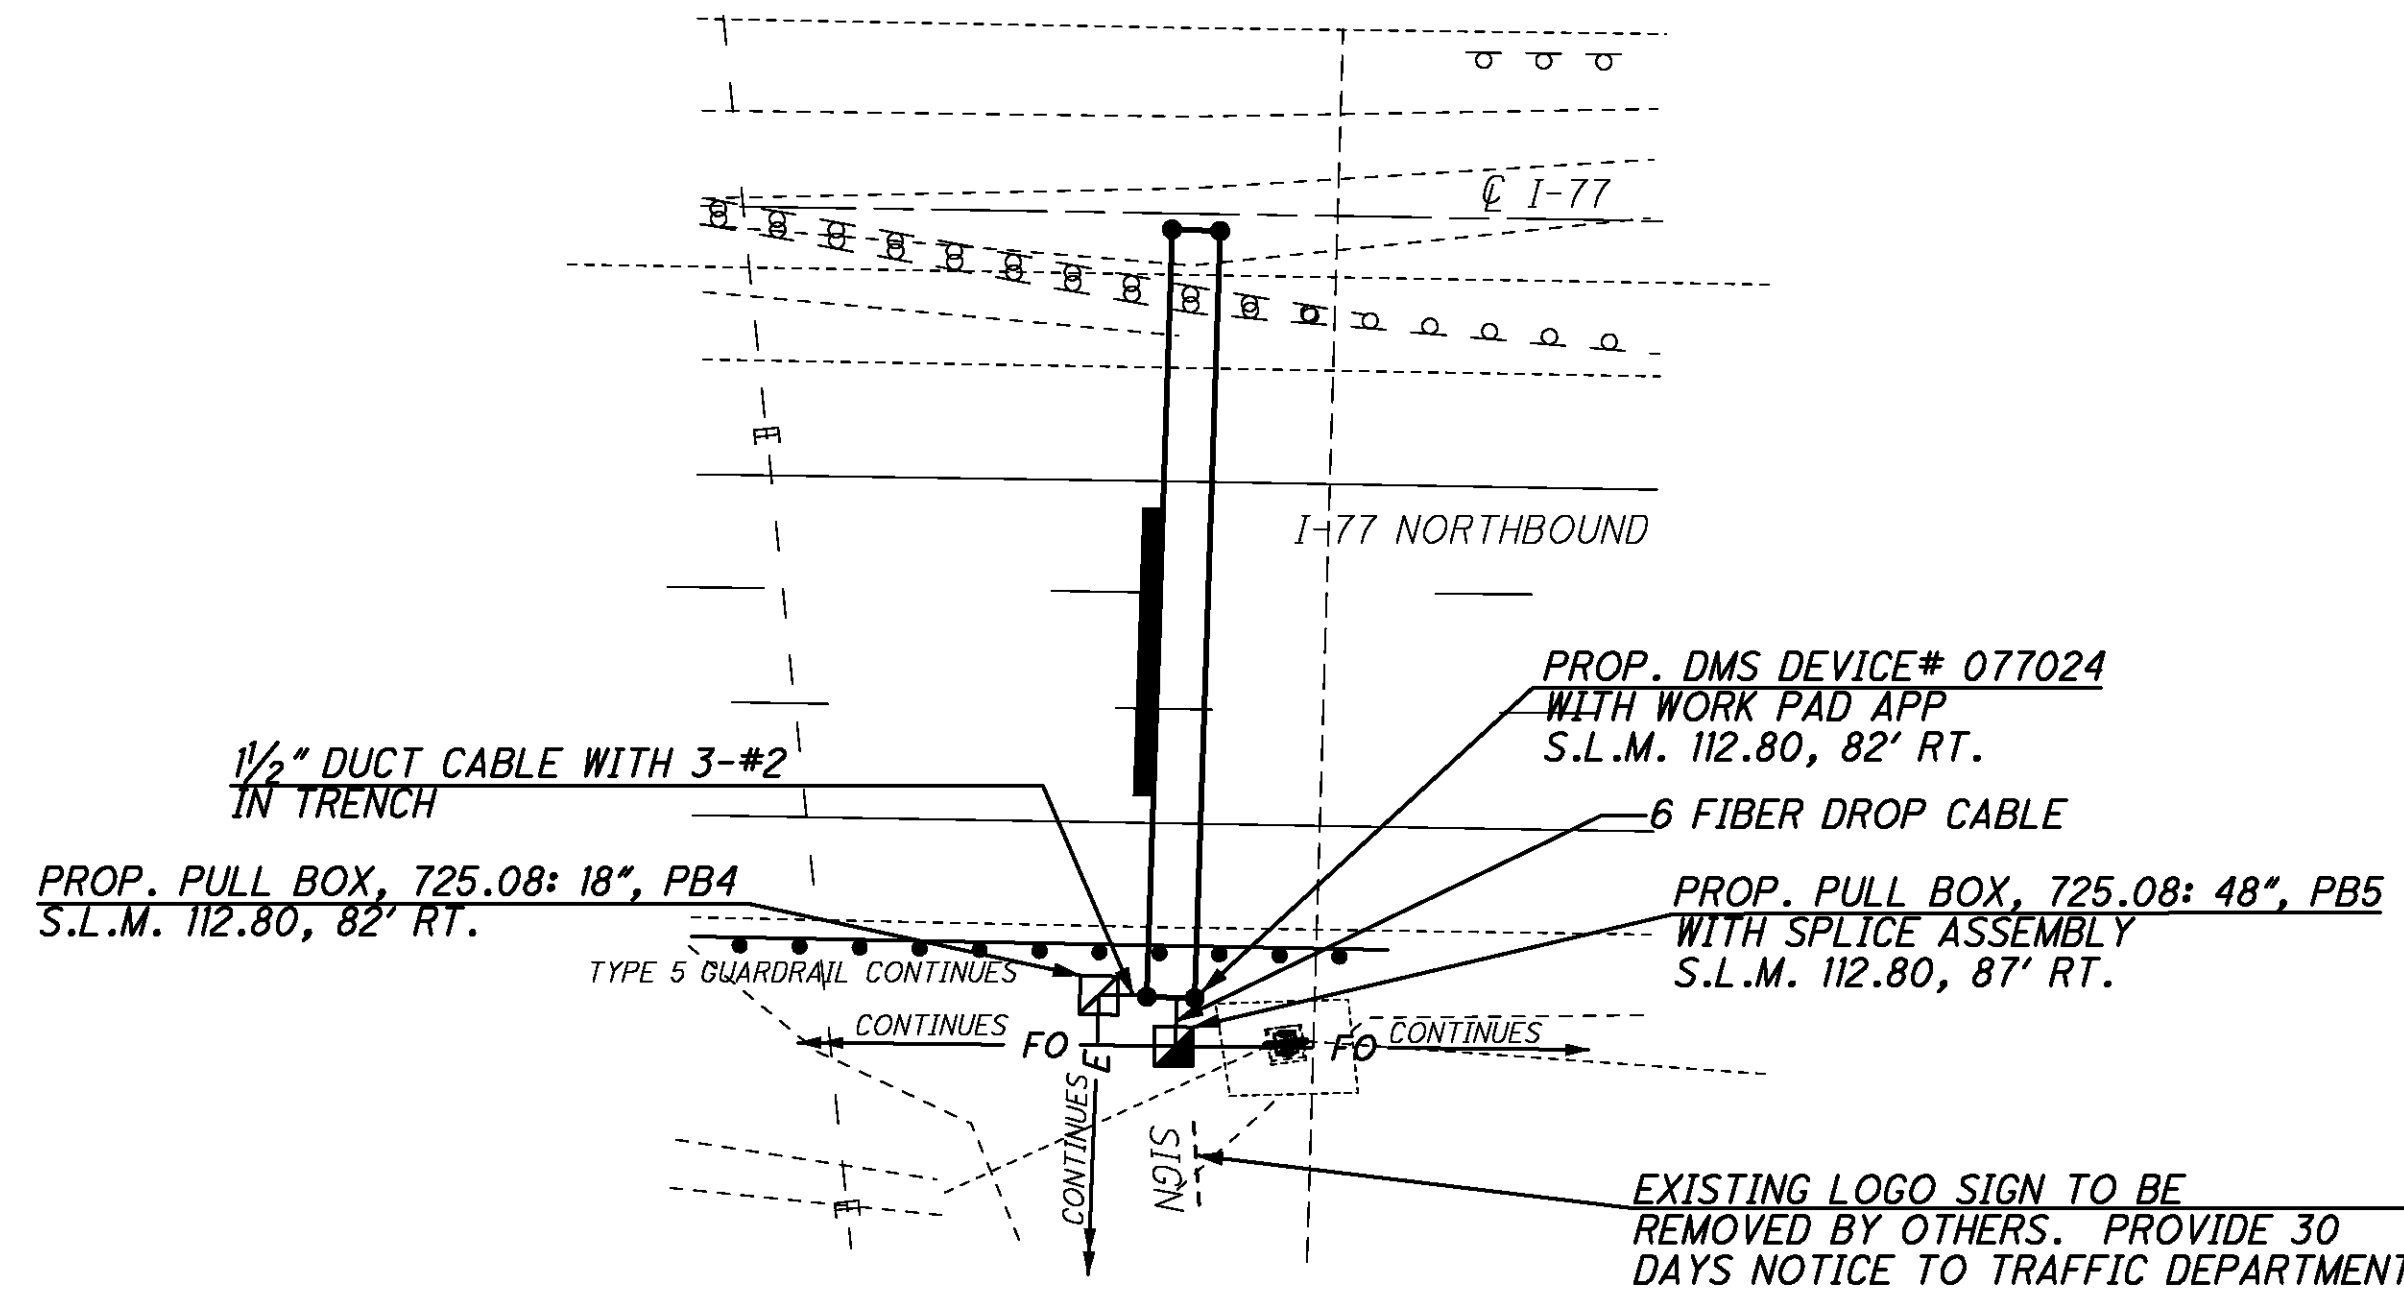 ℄ I-77
I-77 NORTHBOUND
PROP. DMS DEVICE# 077024
WITH WORK PAD APP
S.L.M. 112.80, 82' RT.
1½" DUCT CABLE WITH 3-#2
IN TRENCH
6 FIBER DROP CABLE
PROP. PULL BOX, 725.08: 18", PB4
S.L.M. 112.80, 82' RT.
PROP. PULL BOX, 725.08: 48", PB5
WITH SPLICE ASSEMBLY
S.L.M. 112.80, 87' RT.
TYPE 5 GUARDRAIL CONTINUES
CONTINUES
FO
E
FO
CONTINUES
CONTINUES
SIGN
EXISTING LOGO SIGN TO BE
REMOVED BY OTHERS. PROVIDE 30
DAYS NOTICE TO TRAFFIC DEPARTMENT